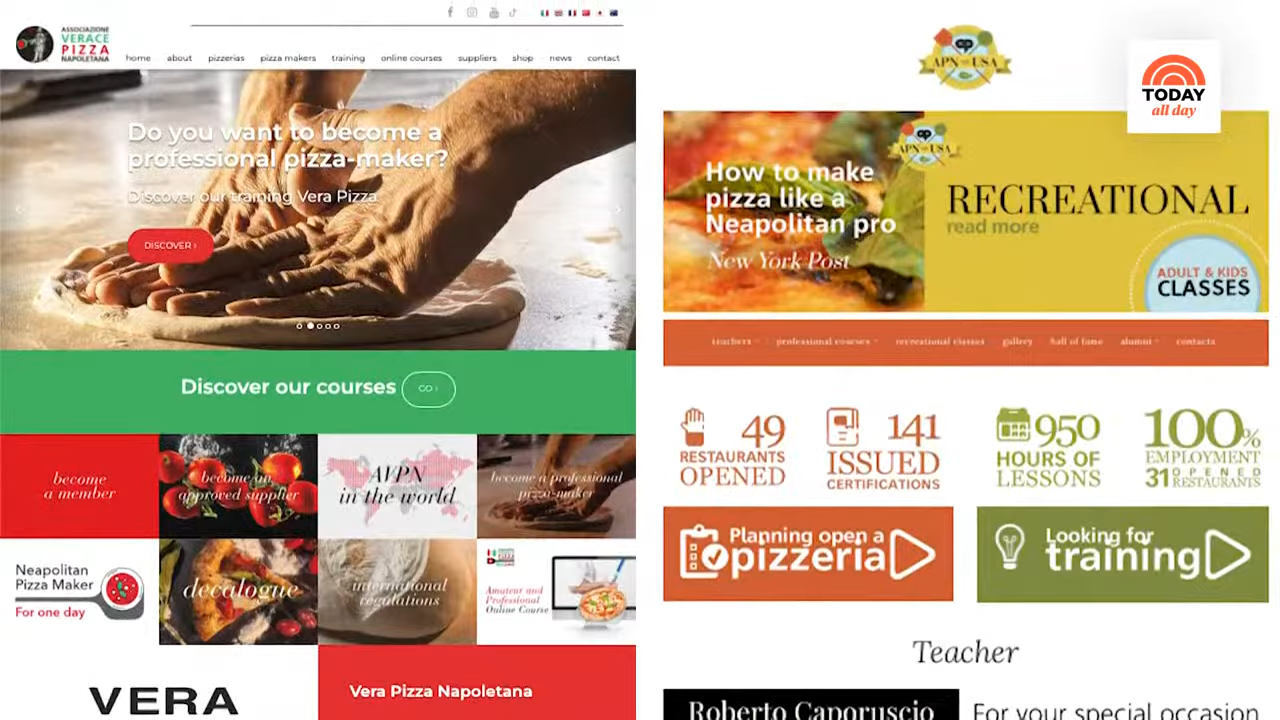 ASSOCIAZIONE
VERACE
PIZZA
NAPOLETANA
home about pizzerias pizza makers training online courses suppliers shop news contact
Do you want to become a
professional pizza-maker?
Discover our training Vera Pizza
DISCOVER ›
Discover our courses GO ›
become
a member
become an
approved supplier
AVPN
in the world
become a professional
pizza-maker
Neapolitan
Pizza Maker
For one day
decalogue
international
regulations
Amateur and
Professional
Online Course
VERA
Vera Pizza Napoletana
APN USA
TODAY
all day
APN USA
How to make
pizza like a
Neapolitan pro
New York Post
RECREATIONAL
read more
ADULT & KIDS
CLASSES
teachers professional courses recreational classes gallery hall of fame alumni contacts
49
RESTAURANTS
OPENED
141
ISSUED
CERTIFICATIONS
950
HOURS OF
LESSONS
100%
EMPLOYMENT
31 OPENED
RESTAURANTS
Planning open a
pizzeria
Looking for
training
Teacher
Roberto Caporuscio
For your special occasion